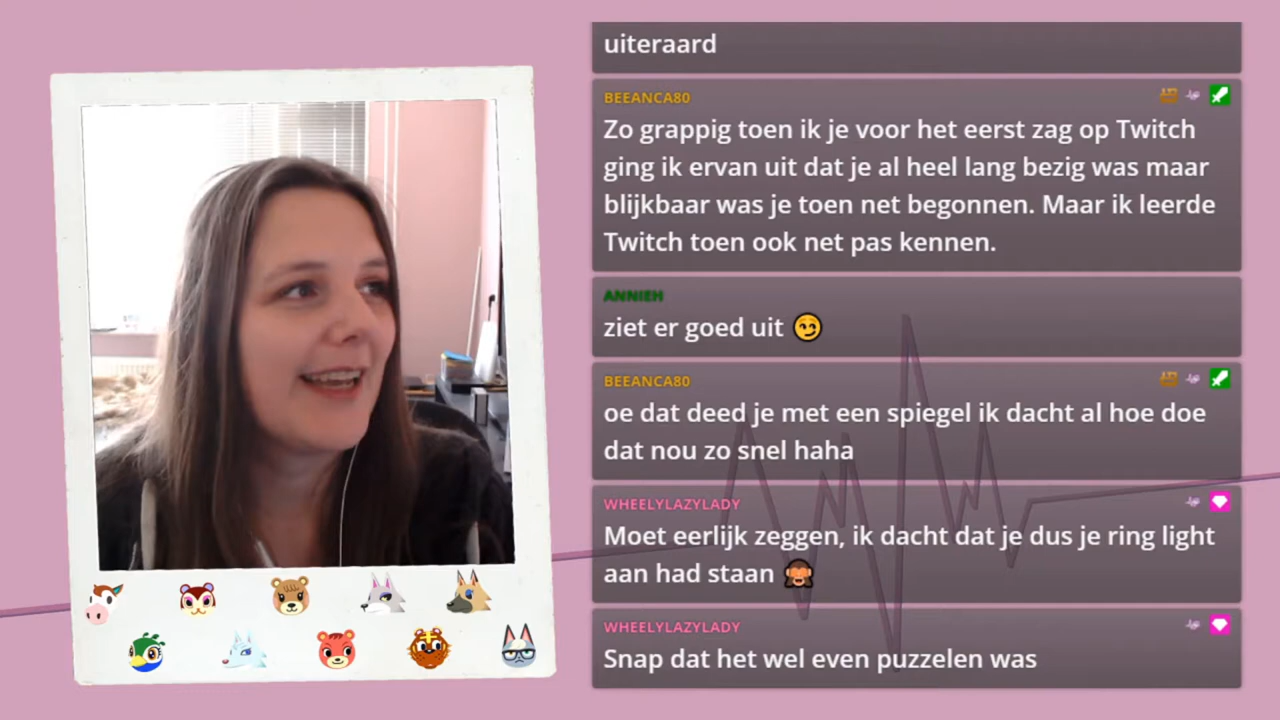 uiteraard
BEEANCA80
Zo grappig toen ik je voor het eerst zag op Twitch
ging ik ervan uit dat je al heel lang bezig was maar
blijkbaar was je toen net begonnen. Maar ik leerde
Twitch toen ook net pas kennen.
ANNIEH
ziet er goed uit 😏
BEEANCA80
oe dat deed je met een spiegel ik dacht al hoe doe
dat nou zo snel haha
WHEELYLAZYLADY
Moet eerlijk zeggen, ik dacht dat je dus je ring light
aan had staan 🙈
WHEELYLAZYLADY
Snap dat het wel even puzzelen was